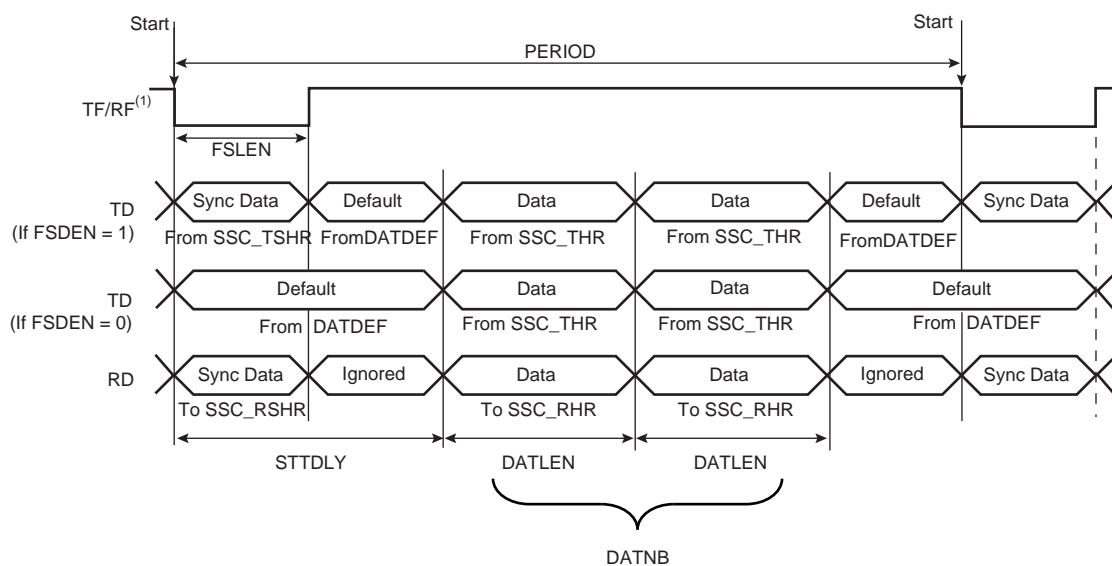 Start
Start
PERIOD
TF/RF(1)
FSLEN
TD
(If FSDEN = 1)
Sync Data
Default
Data
Data
Default
Sync Data
From SSC_TSHR
FromDATDEF
From SSC_THR
From SSC_THR
FromDATDEF
TD
(If FSDEN = 0)
Default
Data
Data
Default
From DATDEF
From SSC_THR
From SSC_THR
From DATDEF
RD
Sync Data
Ignored
Data
Data
Ignored
Sync Data
To SSC_RSHR
To SSC_RHR
To SSC_RHR
STTDLY
DATLEN
DATLEN
DATNB